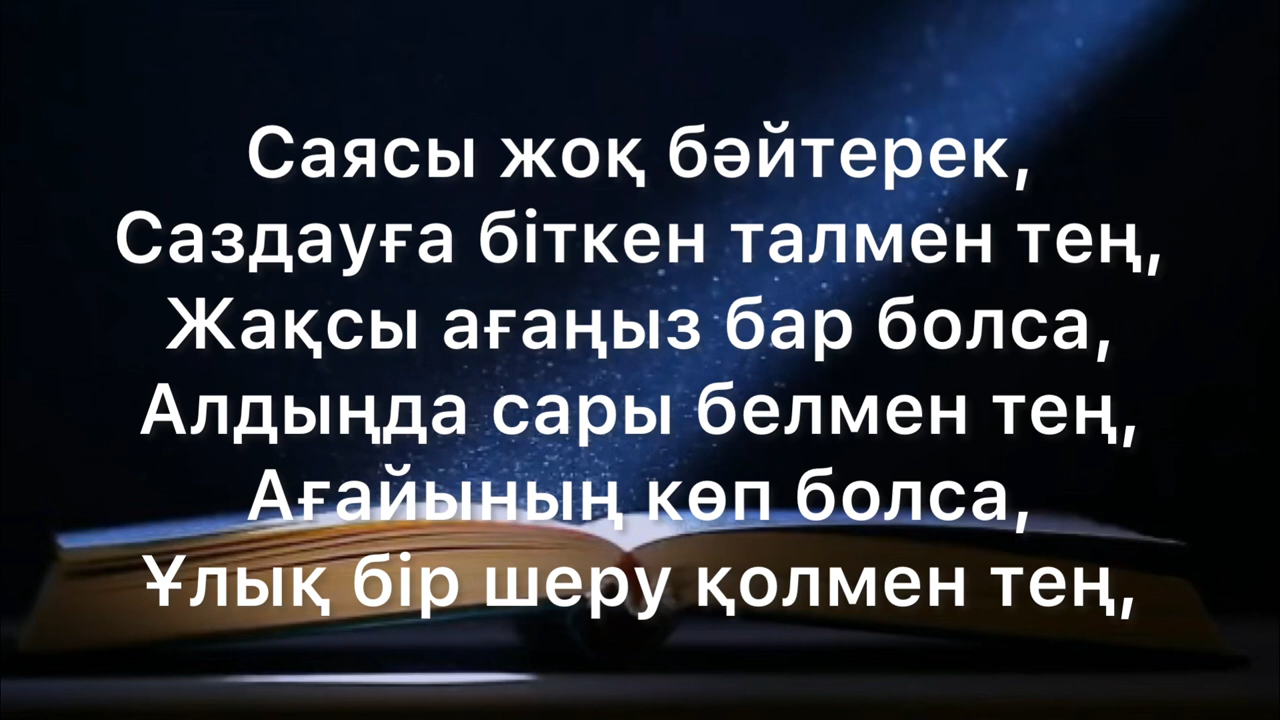 Саясы жоқ бәйтерек,
Саздауға біткен талмен тең,
Жақсы ағаңыз бар болса,
Алдыңда сары белмен тең,
Ағайының көп болса,
Ұлық бір шеру қолмен тең,